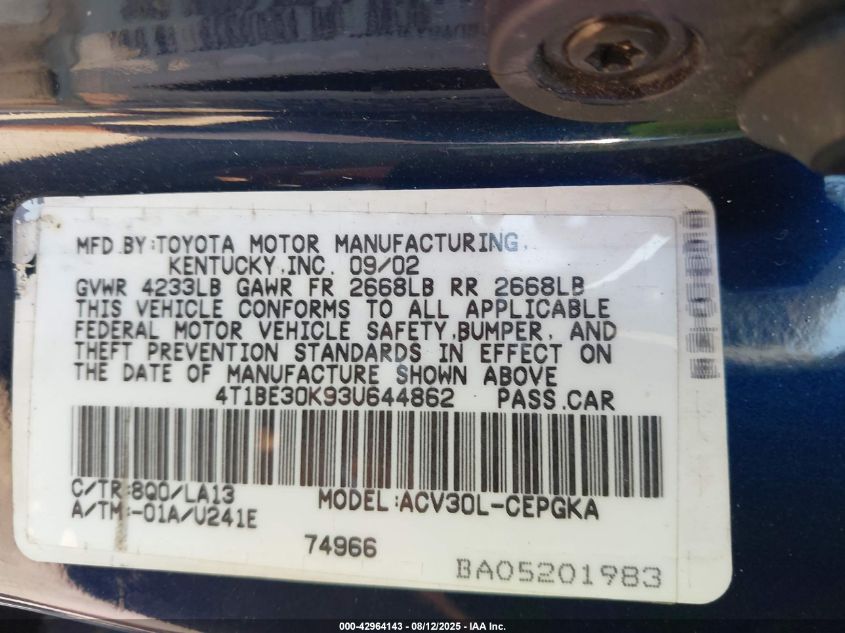 MFD.BY:TOYOTA MOTOR MANUFACTURING,
KENTUCKY,INC. 09/02
GVWR 4233LB GAWR FR 2668LB RR 2668LB
THIS VEHICLE CONFORMS TO ALL APPLICABLE
FEDERAL MOTOR VEHICLE SAFETY,BUMPER, AND
THEFT PREVENTION STANDARDS IN EFFECT ON
THE DATE OF MANUFACTURE SHOWN ABOVE
4T1BE30K93U644862 PASS.CAR
C/TR:8Q0/LA13
MODEL:ACV30L-CEPGKA
A/TM:-01A/U241E
74966
BA05201983
000-42964143 - 08/12/2025 - IAA Inc.